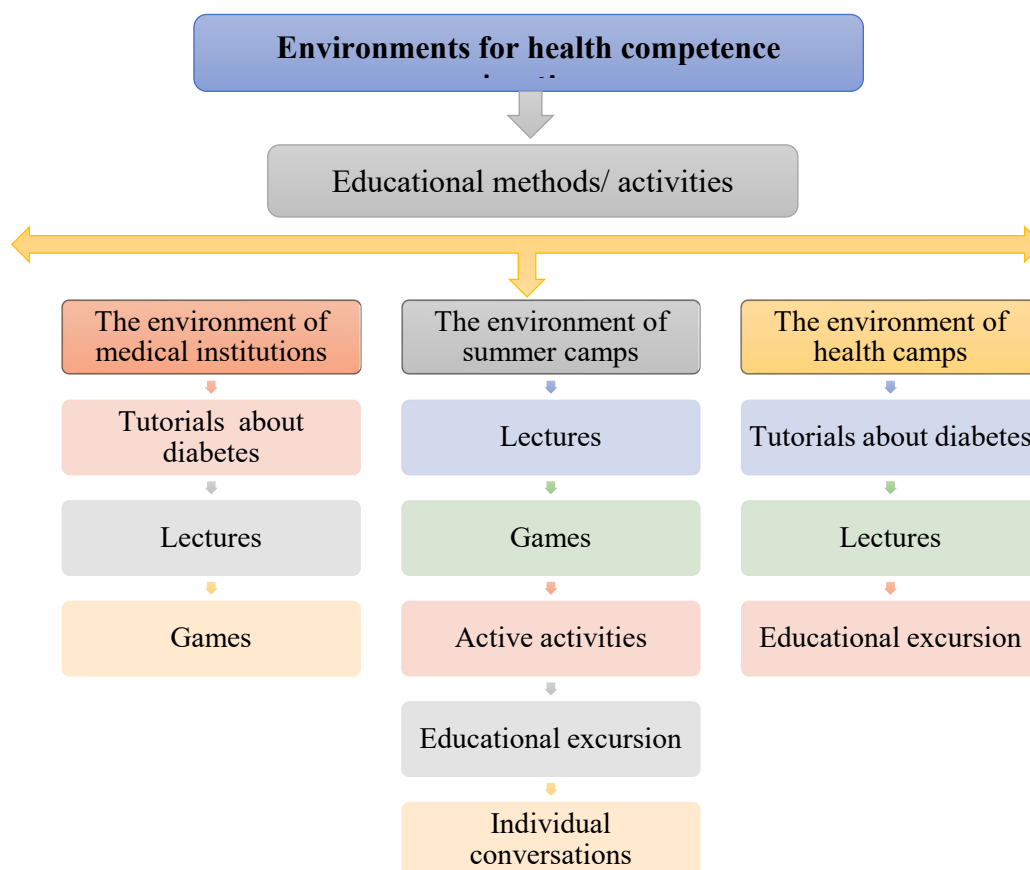 Environments for health competence
Educational methods/ activities
The environment of
medical institutions
Tutorials about
diabetes
Lectures
Games
The environment of
summer camps
Lectures
Games
Active activities
Educational excursion
Individual
conversations
The environment of
health camps
Tutorials about diabetes
Lectures
Educational excursion